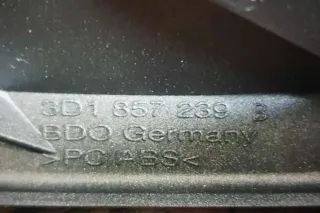 3D1 857 239 B
BDO Germany
>PC/ABS<